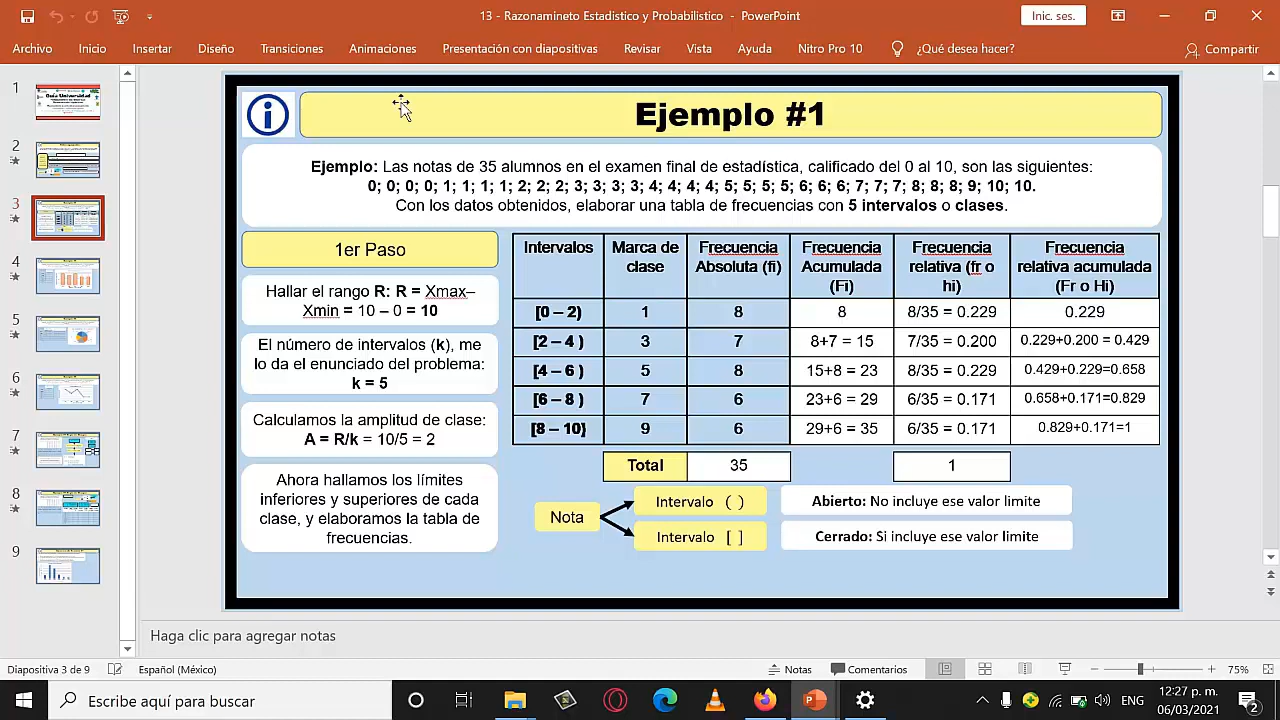 13 - Razonamineto Estadistico y Probabilistico - PowerPoint
Inic. ses.
Archivo Inicio Insertar Diseño Transiciones Animaciones Presentación con diapositivas Revisar Vista Ayuda Nitro Pro 10 ¿Qué desea hacer? Compartir
1
2
3
4
5
6
7
8
9
Ejemplo #1
Ejemplo: Las notas de 35 alumnos en el examen final de estadística, calificado del 0 al 10, son las siguientes:
0; 0; 0; 0; 1; 1; 1; 1; 2; 2; 2; 3; 3; 3; 3; 4; 4; 4; 4; 5; 5; 5; 5; 6; 6; 6; 7; 7; 7; 8; 8; 8; 9; 10; 10.
Con los datos obtenidos, elaborar una tabla de frecuencias con 5 intervalos o clases.
1er Paso
Hallar el rango R: R = Xmax–
Xmin = 10 – 0 = 10
El número de intervalos (k), me
lo da el enunciado del problema:
k = 5
Calculamos la amplitud de clase:
A = R/k = 10/5 = 2
Ahora hallamos los límites
inferiores y superiores de cada
clase, y elaboramos la tabla de
frecuencias.
Intervalos Marca de Frecuencia Frecuencia Frecuencia Frecuencia
clase Absoluta (fi) Acumulada relativa (fr o relativa acumulada
(Fi) hi) (Fr o Hi)
[0 – 2) 1 8 8 8/35 = 0.229 0.229
[2 – 4 ) 3 7 8+7 = 15 7/35 = 0.200 0.229+0.200 = 0.429
[4 – 6 ) 5 8 15+8 = 23 8/35 = 0.229 0.429+0.229=0.658
[6 – 8 ) 7 6 23+6 = 29 6/35 = 0.171 0.658+0.171=0.829
[8 – 10] 9 6 29+6 = 35 6/35 = 0.171 0.829+0.171=1
Total 35 1
Nota
Intervalo ( ) Abierto: No incluye ese valor limite
Intervalo [ ] Cerrado: Si incluye ese valor limite
Haga clic para agregar notas
Diapositiva 3 de 9 Español (México) Notas Comentarios 75%
Escribe aquí para buscar
ENG
12:27 p. m.
06/03/2021
2